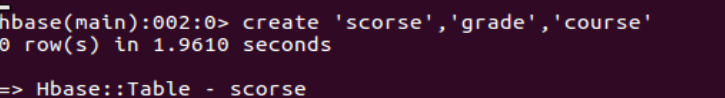 hbase(main):002:0> create 'scorse','grade','course'
0 row(s) in 1.9610 seconds
=> Hbase::Table - scorse